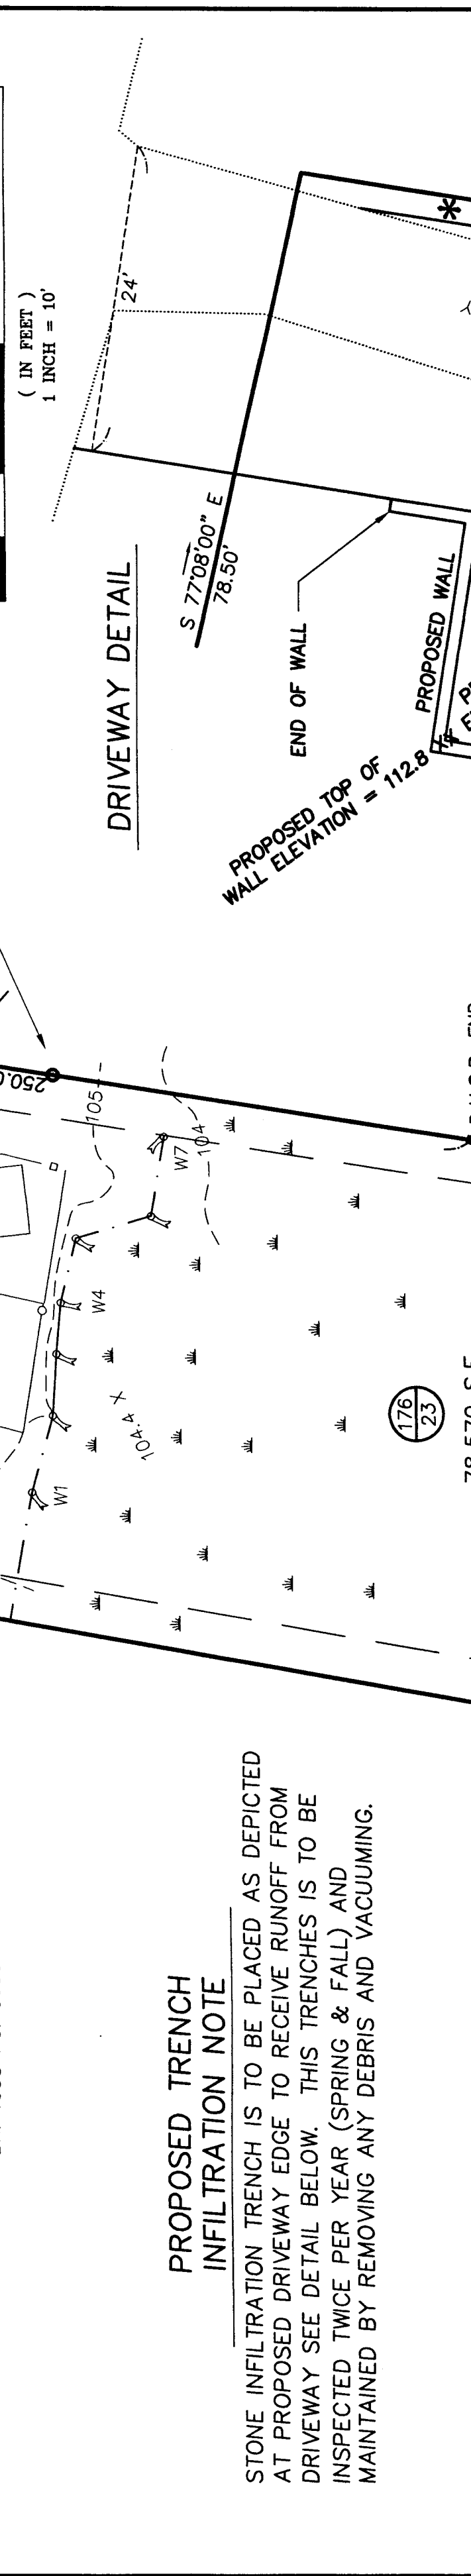 ( IN FEET )
1 INCH = 10'
24'
S 77°08'00" E
78.50'
DRIVEWAY DETAIL
END OF WALL
PROPOSED WALL
PROPOSED TOP OF
WALL ELEVATION = 112.8
105
104
W7
W4
W1
104.4 X
176
23
PROPOSED TRENCH
INFILTRATION NOTE
STONE INFILTRATION TRENCH IS TO BE PLACED AS DEPICTED
AT PROPOSED DRIVEWAY EDGE TO RECEIVE RUNOFF FROM
DRIVEWAY SEE DETAIL BELOW. THIS TRENCHES IS TO BE
INSPECTED TWICE PER YEAR (SPRING & FALL) AND
MAINTAINED BY REMOVING ANY DEBRIS AND VACUUMING.